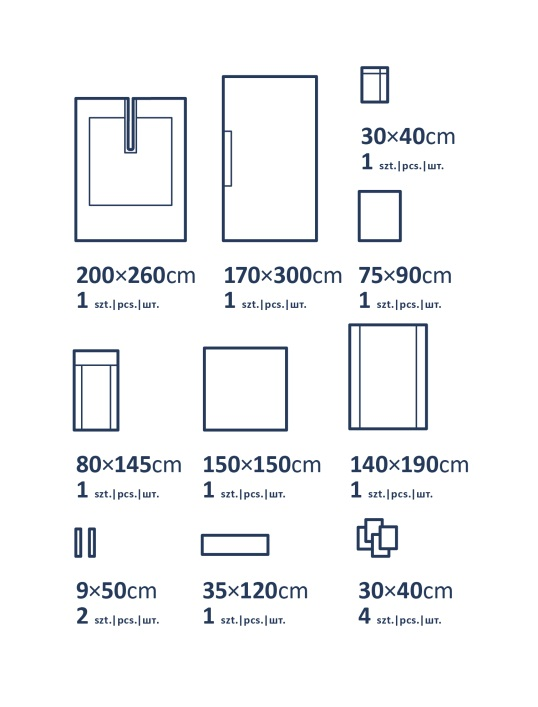 30×40cm
1 szt.|pcs.|шт.
200×260cm
1 szt.|pcs.|шт.
170×300cm
1 szt.|pcs.|шт.
75×90cm
1 szt.|pcs.|шт.
80×145cm
1 szt.|pcs.|шт.
150×150cm
1 szt.|pcs.|шт.
140×190cm
1 szt.|pcs.|шт.
9×50cm
2 szt.|pcs.|шт.
35×120cm
1 szt.|pcs.|шт.
30×40cm
4 szt.|pcs.|шт.